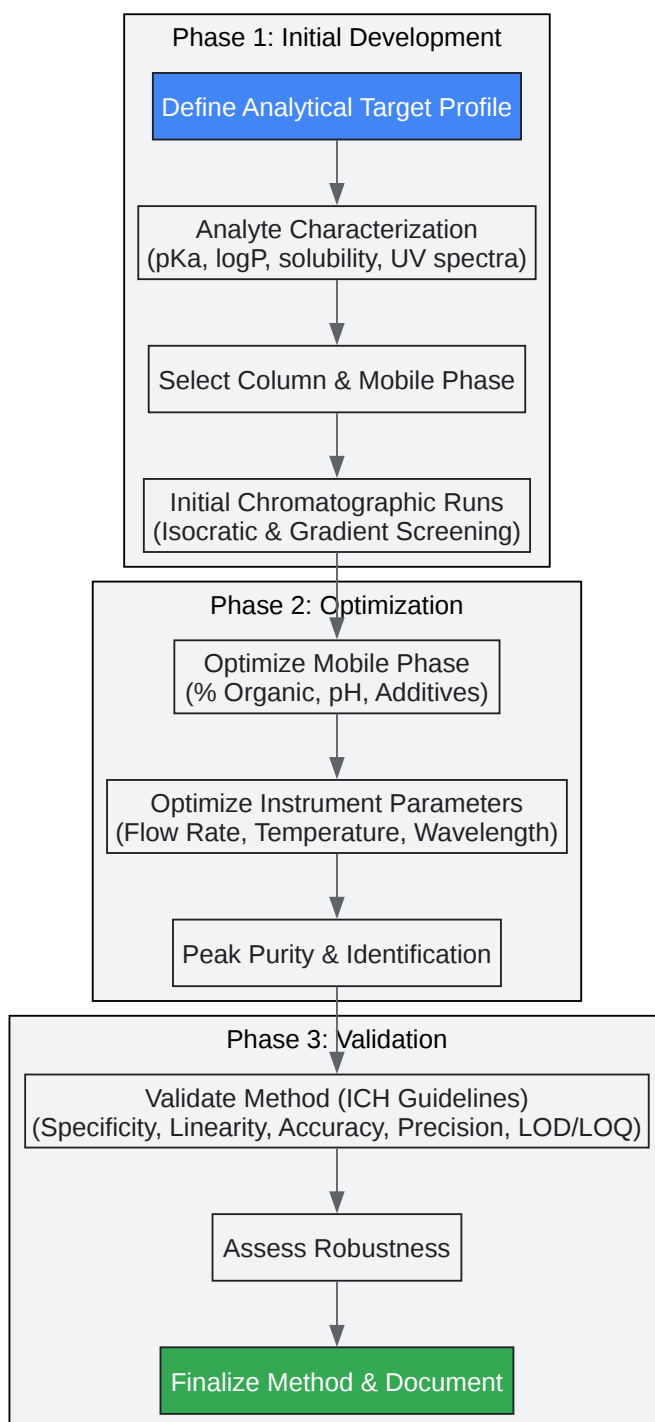 Phase 1: Initial Development
Define Analytical Target Profile
Analyte Characterization
(pKa, logP, solubility, UV spectra)
Select Column & Mobile Phase
Initial Chromatographic Runs
(Isocratic & Gradient Screening)
Phase 2: Optimization
Optimize Mobile Phase
(% Organic, pH, Additives)
Optimize Instrument Parameters
(Flow Rate, Temperature, Wavelength)
Peak Purity & Identification
Phase 3: Validation
Validate Method (ICH Guidelines)
(Specificity, Linearity, Accuracy, Precision, LOD/LOQ)
Assess Robustness
Finalize Method & Document